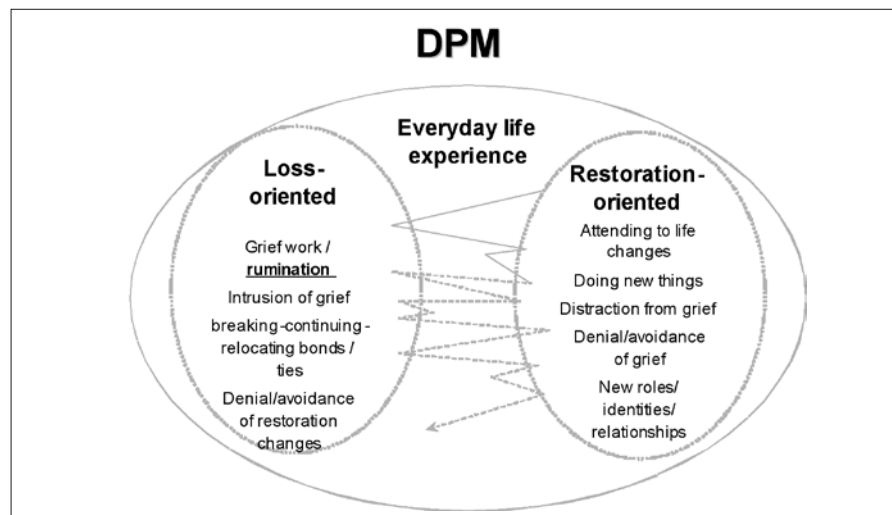 DPM
Everyday life
experience
Loss-
oriented
Grief work /
rumination
Intrusion of grief
breaking-continuing-
relocating bonds /
ties
Denial/avoidance
of restoration
changes
Restoration-
oriented
Attending to life
changes
Doing new things
Distraction from grief
Denial/avoidance
of grief
New roles/
identities/
relationships